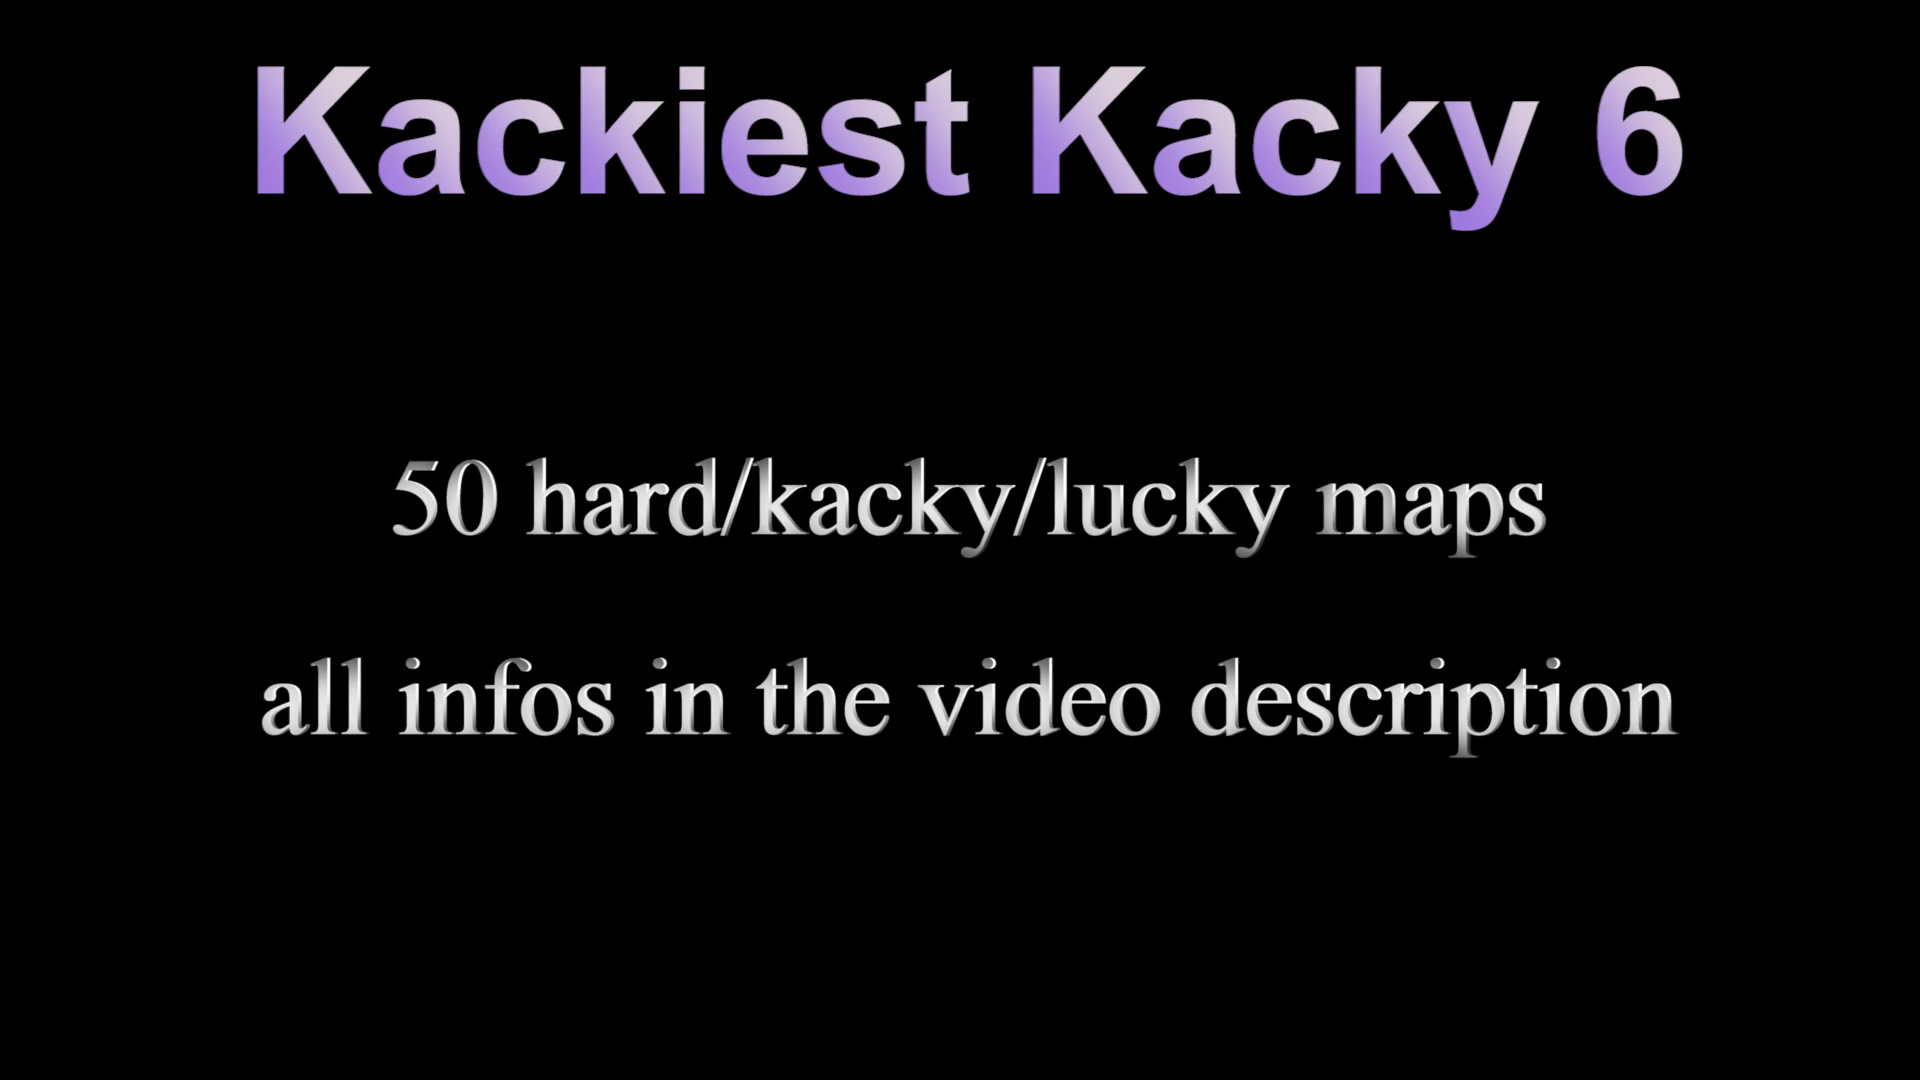 Kackiest Kacky 6
50 hard/kacky/lucky maps
all infos in the video description